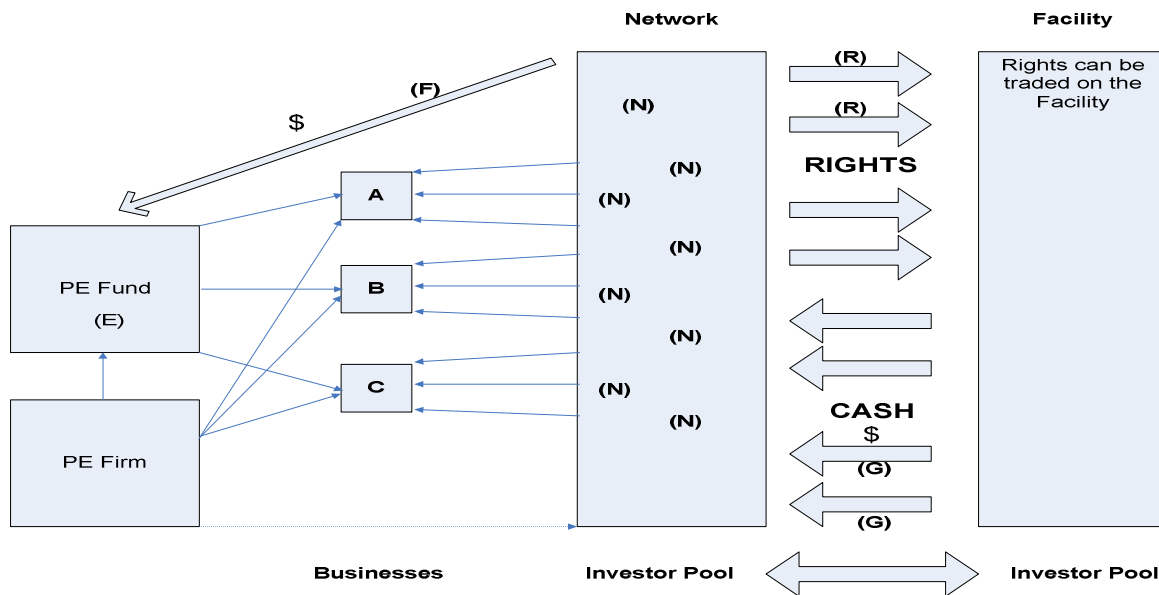 Network
Facility
(R)
Rights can be
traded on the
Facility
(F)
(N)
(R)
$
(N)
RIGHTS
A
(N)
(N)
PE Fund
B
(N)
(E)
(N)
C
(N)
CASH
(N)
$
PE Firm
(G)
(G)
Businesses
Investor Pool
Investor Pool